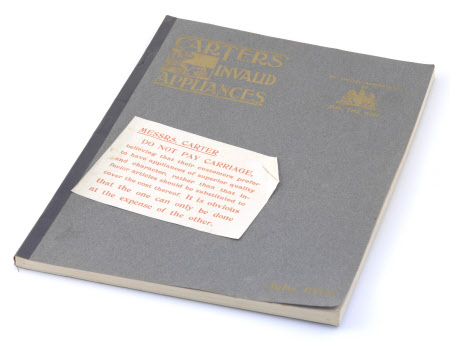 CARTERS'
INVALID
APPLIANCES
MESSRS. CARTER
DO NOT PAY CARRIAGE,
believing that their customers prefer
to have appliances of superior quality
and character, rather than that in-
ferior articles should be substituted to
cover the cost thereof. It is obvious
that the one can only be done
at the expense of the other.